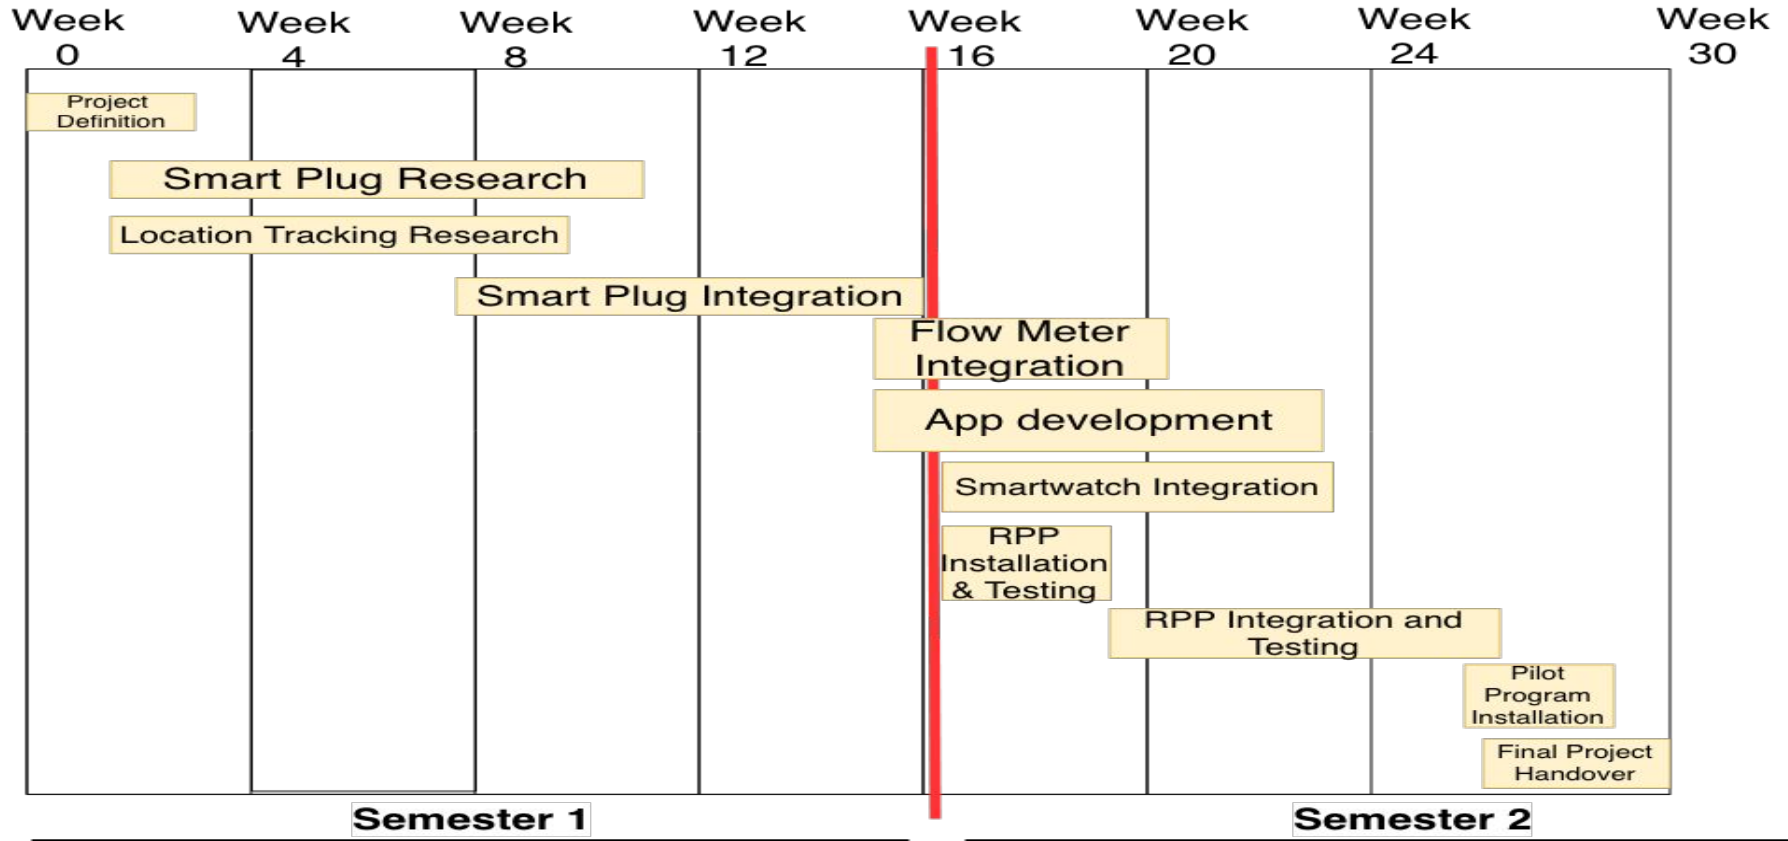 Week Week Week Week Week Week Week Week
0 4 8 12 16 20 24 30
Project
Definition
Smart Plug Research
Location Tracking Research
Smart Plug Integration
Flow Meter
Integration
App development
Smartwatch Integration
RPP
Installation
& Testing
RPP Integration and
Testing
Pilot
Program
Installation
Final Project
Handover
Semester 1 Semester 2